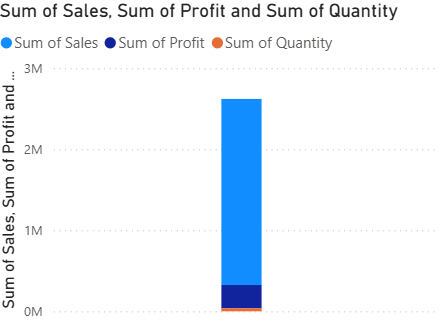 Sum of Sales, Sum of Profit and Sum of Quantity
Sum of Sales Sum of Profit Sum of Quantity
Sum of Sales, Sum of Profit and ...
3M
2M
1M
0M